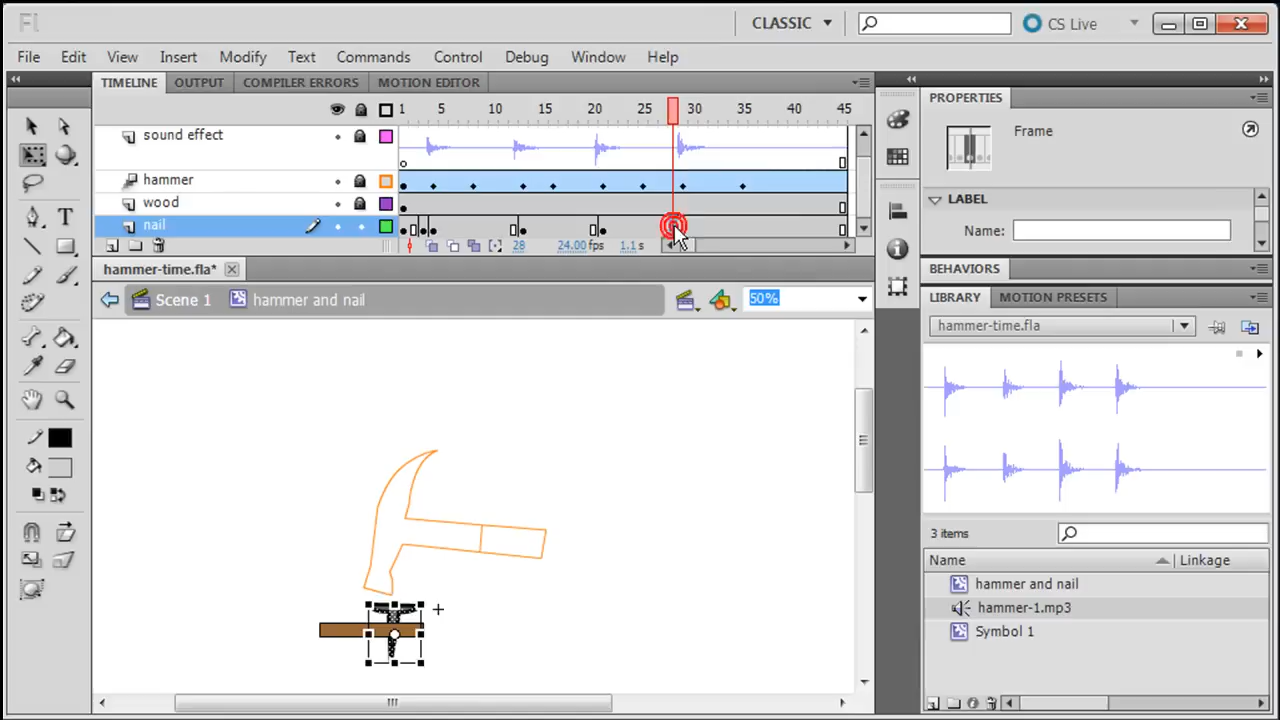 Fl CLASSIC CS Live
File Edit View Insert Modify Text Commands Control Debug Window Help
TIMELINE OUTPUT COMPILER ERRORS MOTION EDITOR
1 5 10 15 20 30 35 40 45
sound effect
hammer
wood
nail
28 24.00 fps 1.1 s
hammer-time.fla*
Scene 1 hammer and nail 50%
T
PROPERTIES
Frame
LABEL
Name:
BEHAVIORS
LIBRARY MOTION PRESETS
hammer-time.fla
3 items
Name Linkage
hammer and nail
hammer-1.mp3
Symbol 1